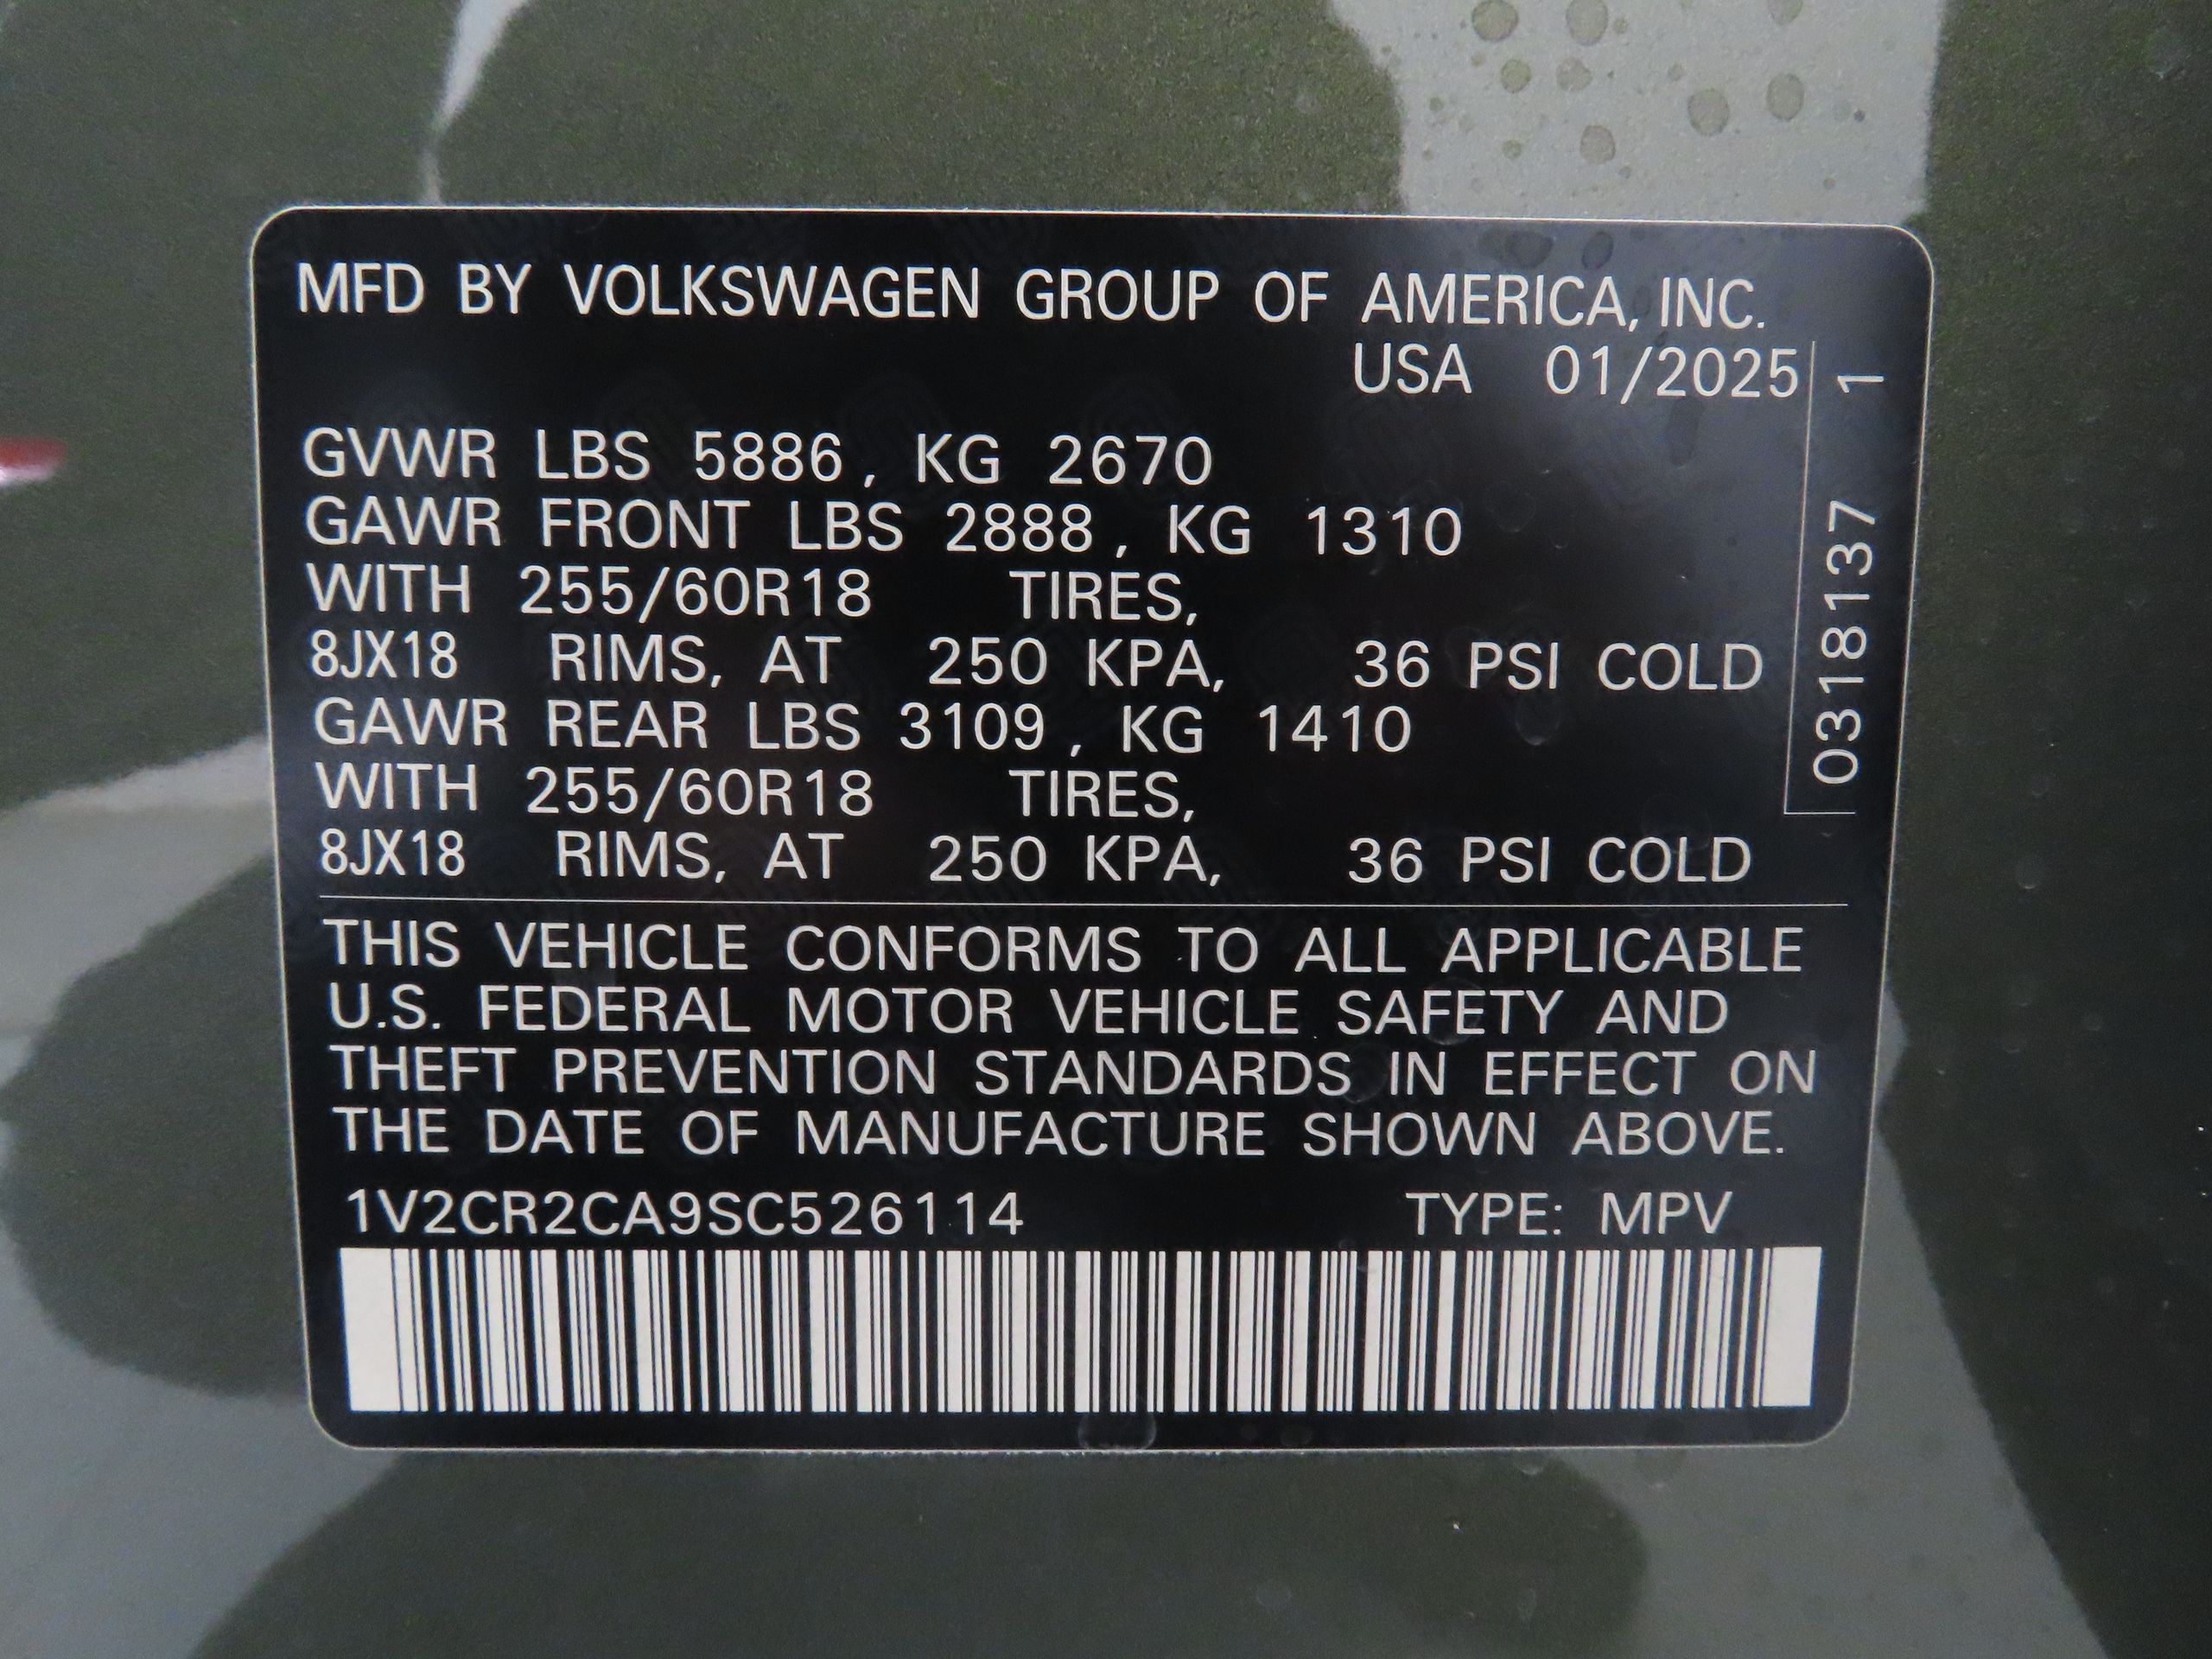 MFD BY VOLKSWAGEN GROUP OF AMERICA, INC.
USA 01/2025
GVWR LBS 5886, KG 2670
GAWR FRONT LBS 2888, KG 1310
WITH 255/60R18 TIRES,
8JX18 RIMS, AT 250 KPA, 36 PSI COLD
GAWR REAR LBS 3109, KG 1410
WITH 255/60R18 TIRES,
8JX18 RIMS, AT 250 KPA, 36 PSI COLD
0318137 1
THIS VEHICLE CONFORMS TO ALL APPLICABLE
U.S. FEDERAL MOTOR VEHICLE SAFETY AND
THEFT PREVENTION STANDARDS IN EFFECT ON
THE DATE OF MANUFACTURE SHOWN ABOVE.
1V2CR2CA9SC526114 TYPE: MPV